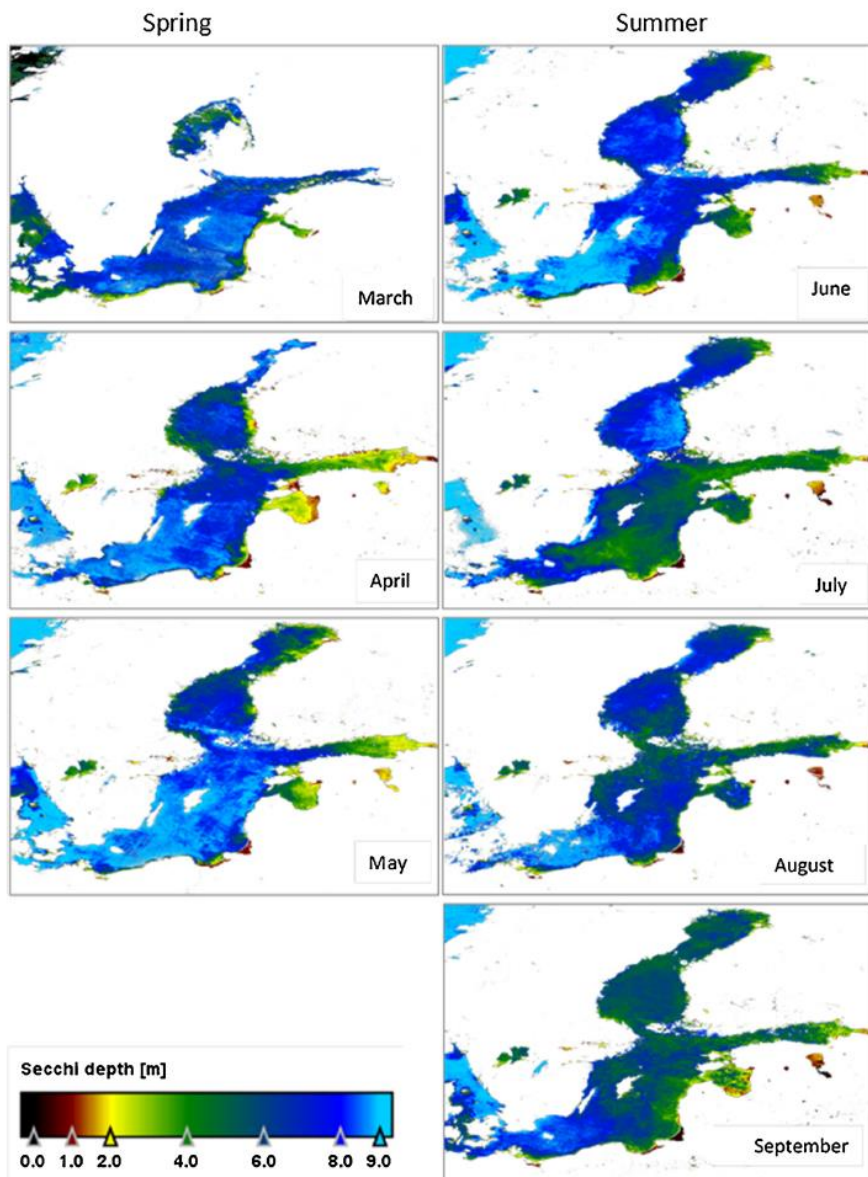 Spring Summer
March
June
April
July
May
August
Secchi depth [m]
0.0 1.0 2.0 4.0 6.0 8.0 9.0
September